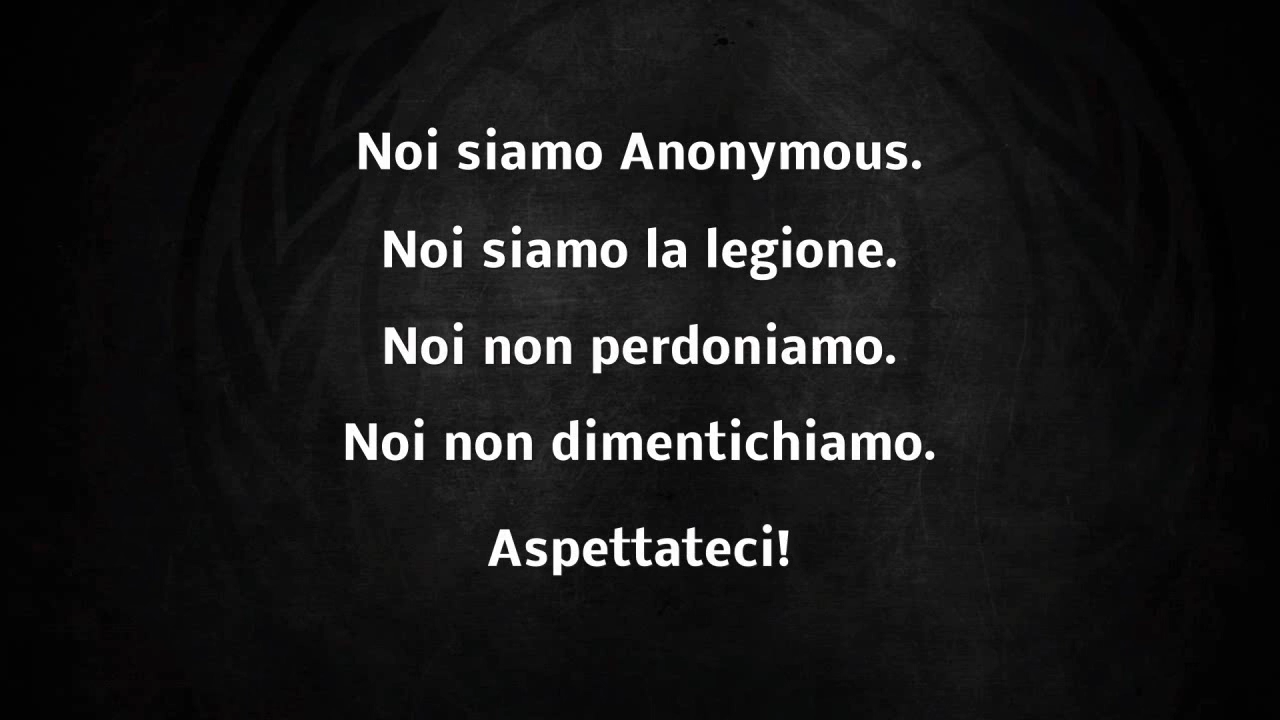 Noi siamo Anonymous.
Noi siamo la legione.
Noi non perdoniamo.
Noi non dimentichiamo.
Aspettateci!